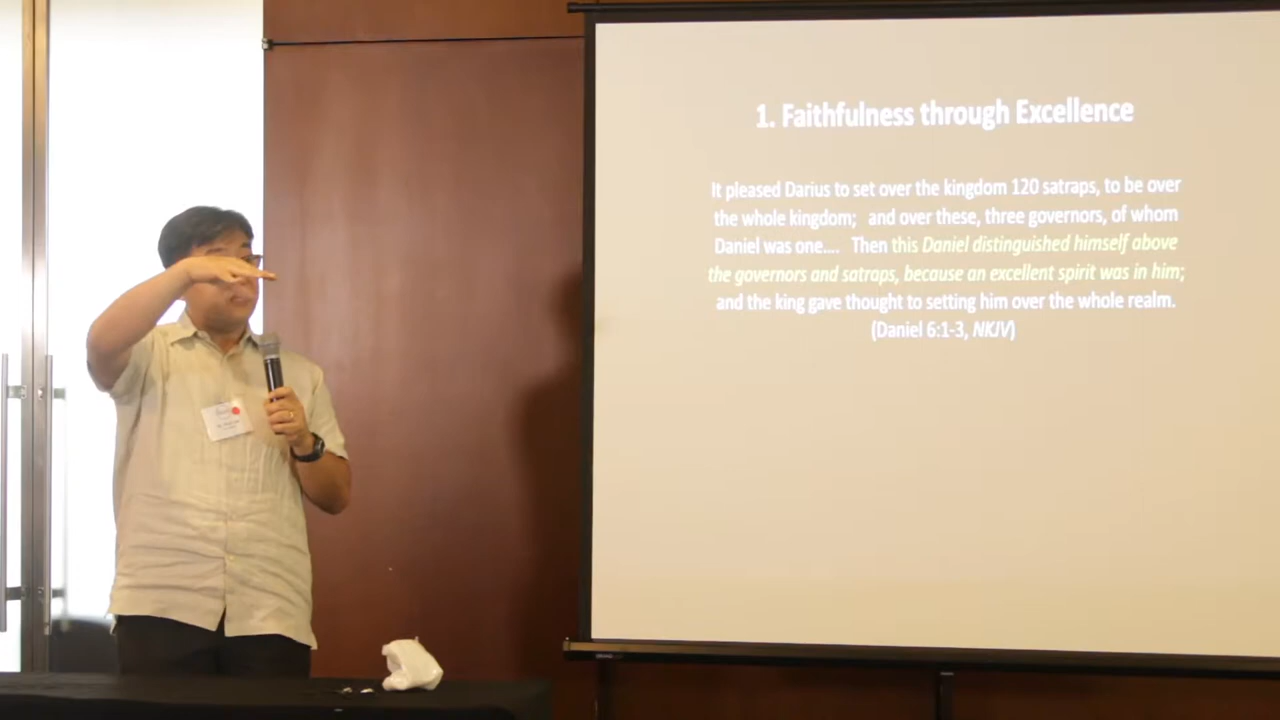 1. Faithfulness through Excellence
It pleased Darius to set over the kingdom 120 satraps, to be over
the whole kingdom; and over these, three governors, of whom
Daniel was one.... Then this Daniel distinguished himself above
the governors and satraps, because an excellent spirit was in him;
and the king gave thought to setting him over the whole realm.
(Daniel 6:1-3, NKJV)